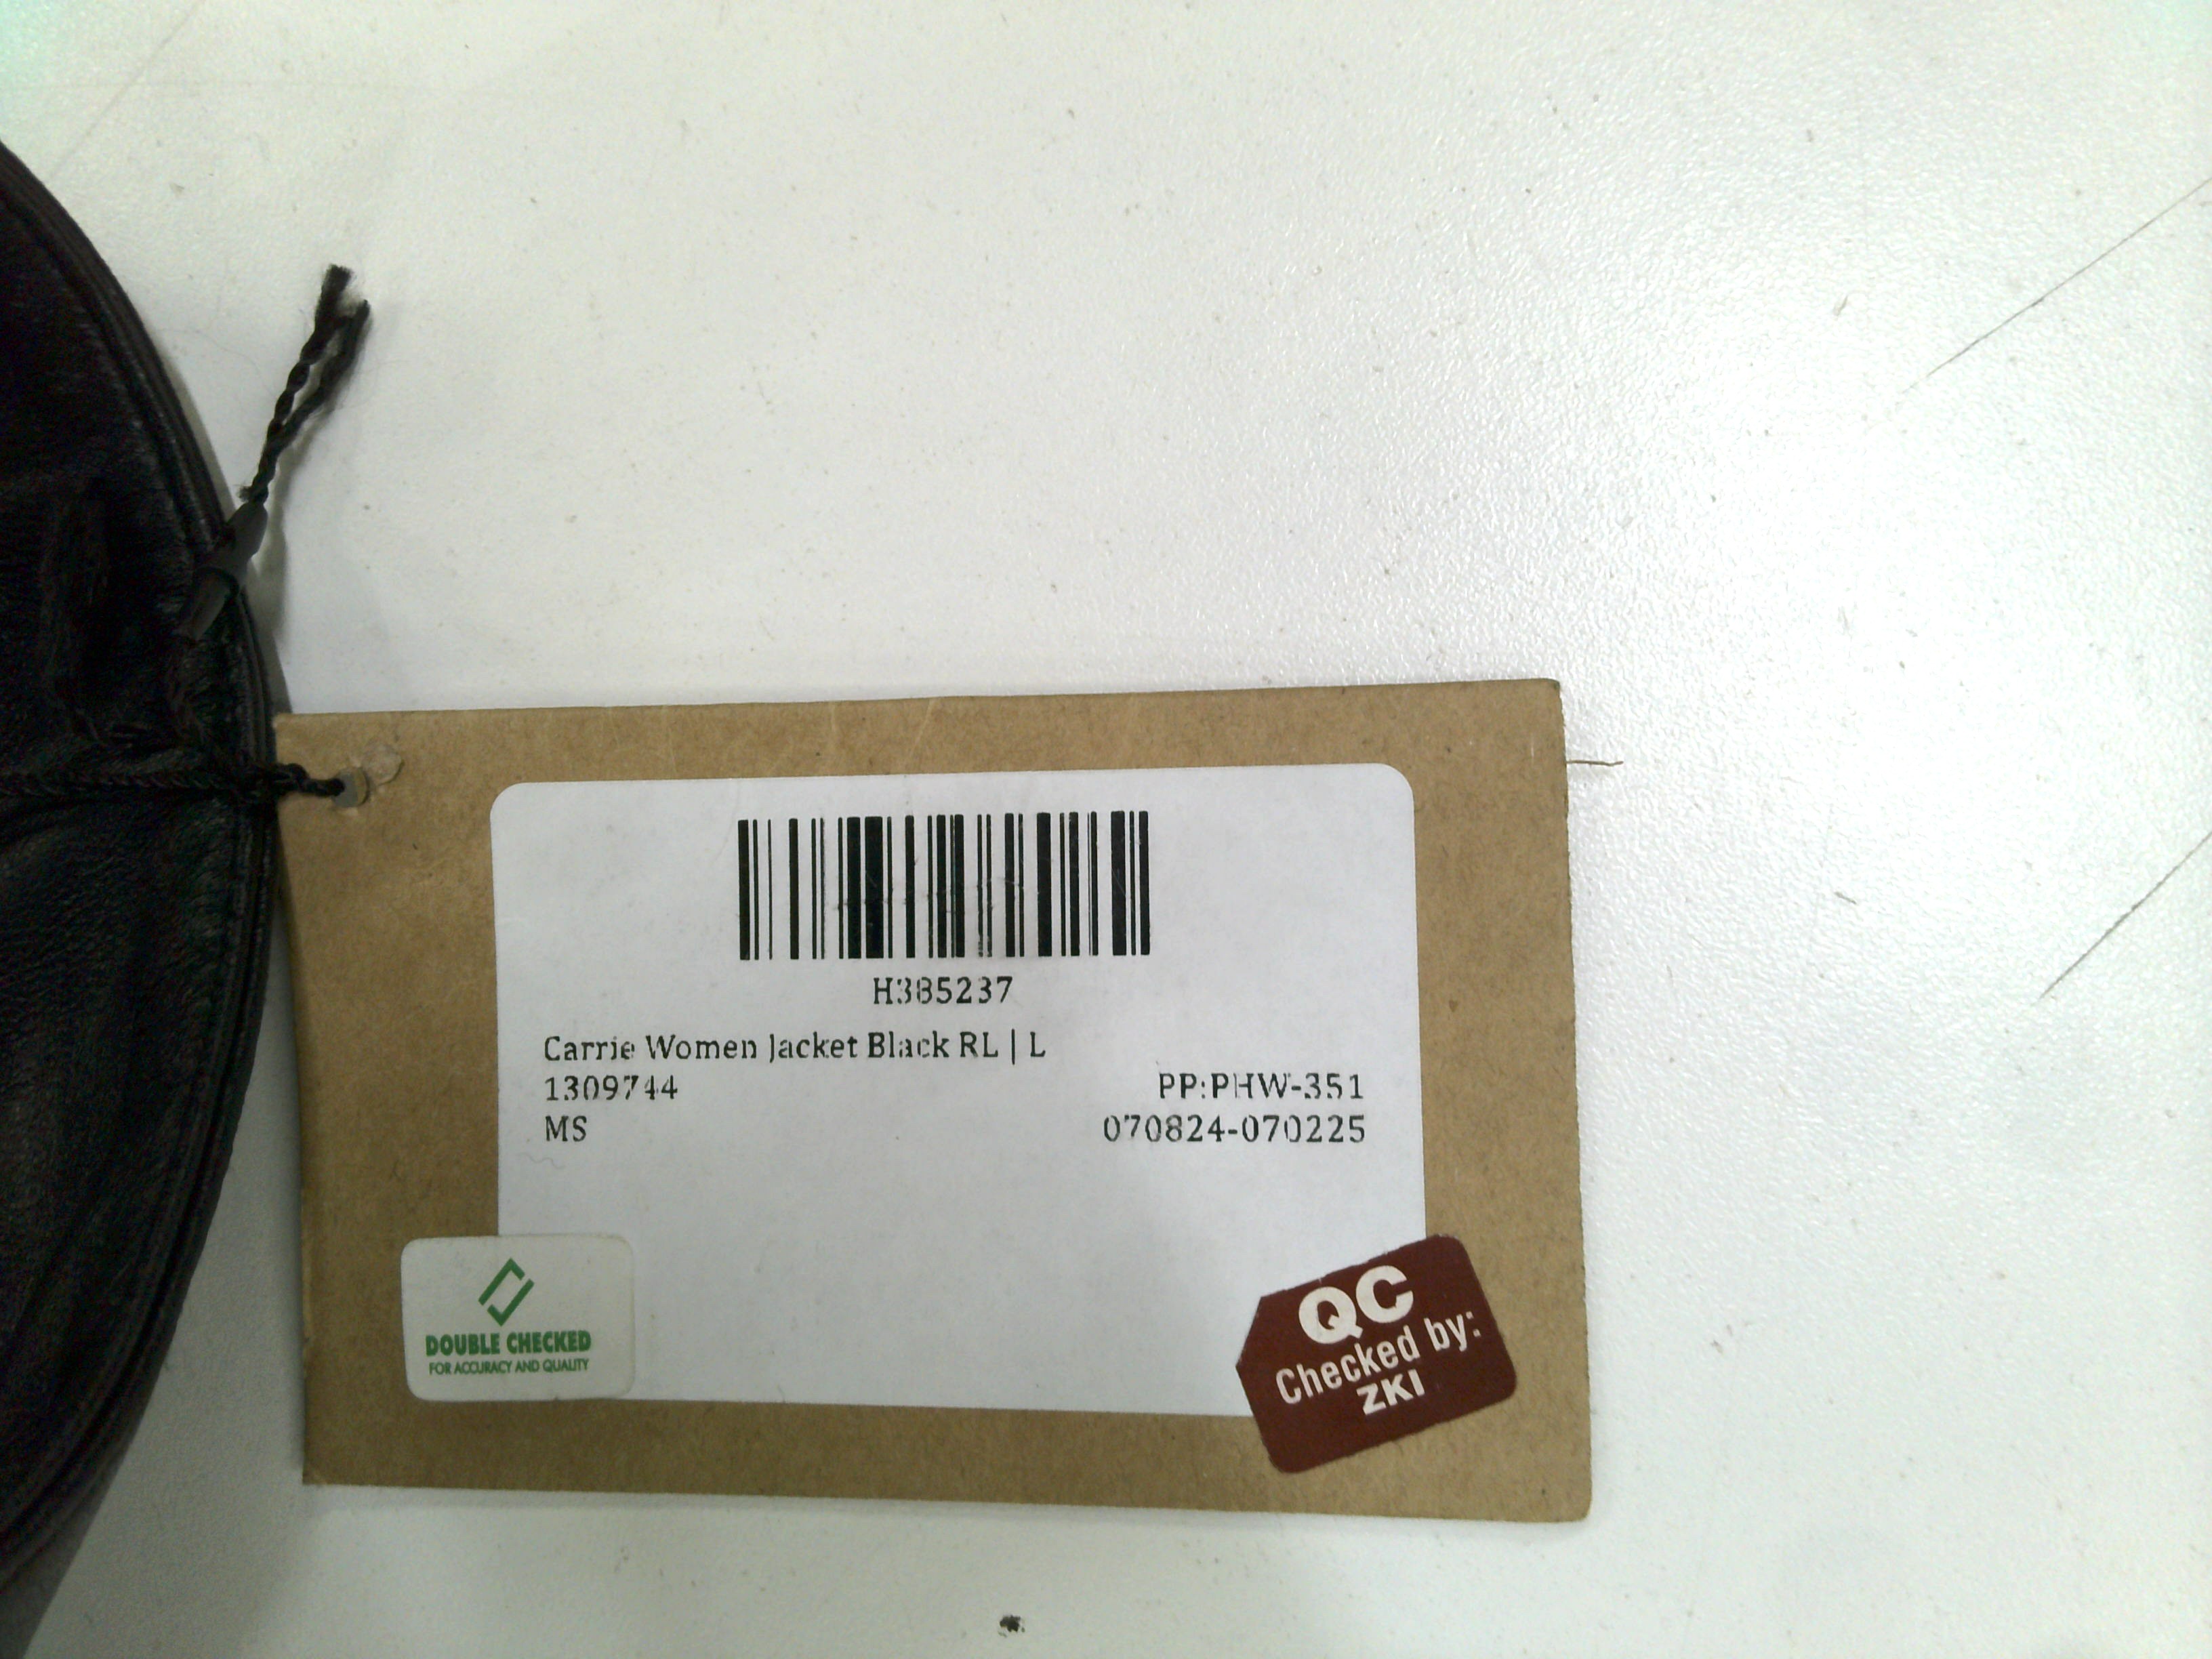 H385237
Carrie Women Jacket Black RL | L
1309744
PP:PHW-351
MS
070824-070225
DOUBLE CHECKED
FOR ACCURACY AND QUALITY
QC
Checked by:
ZKI